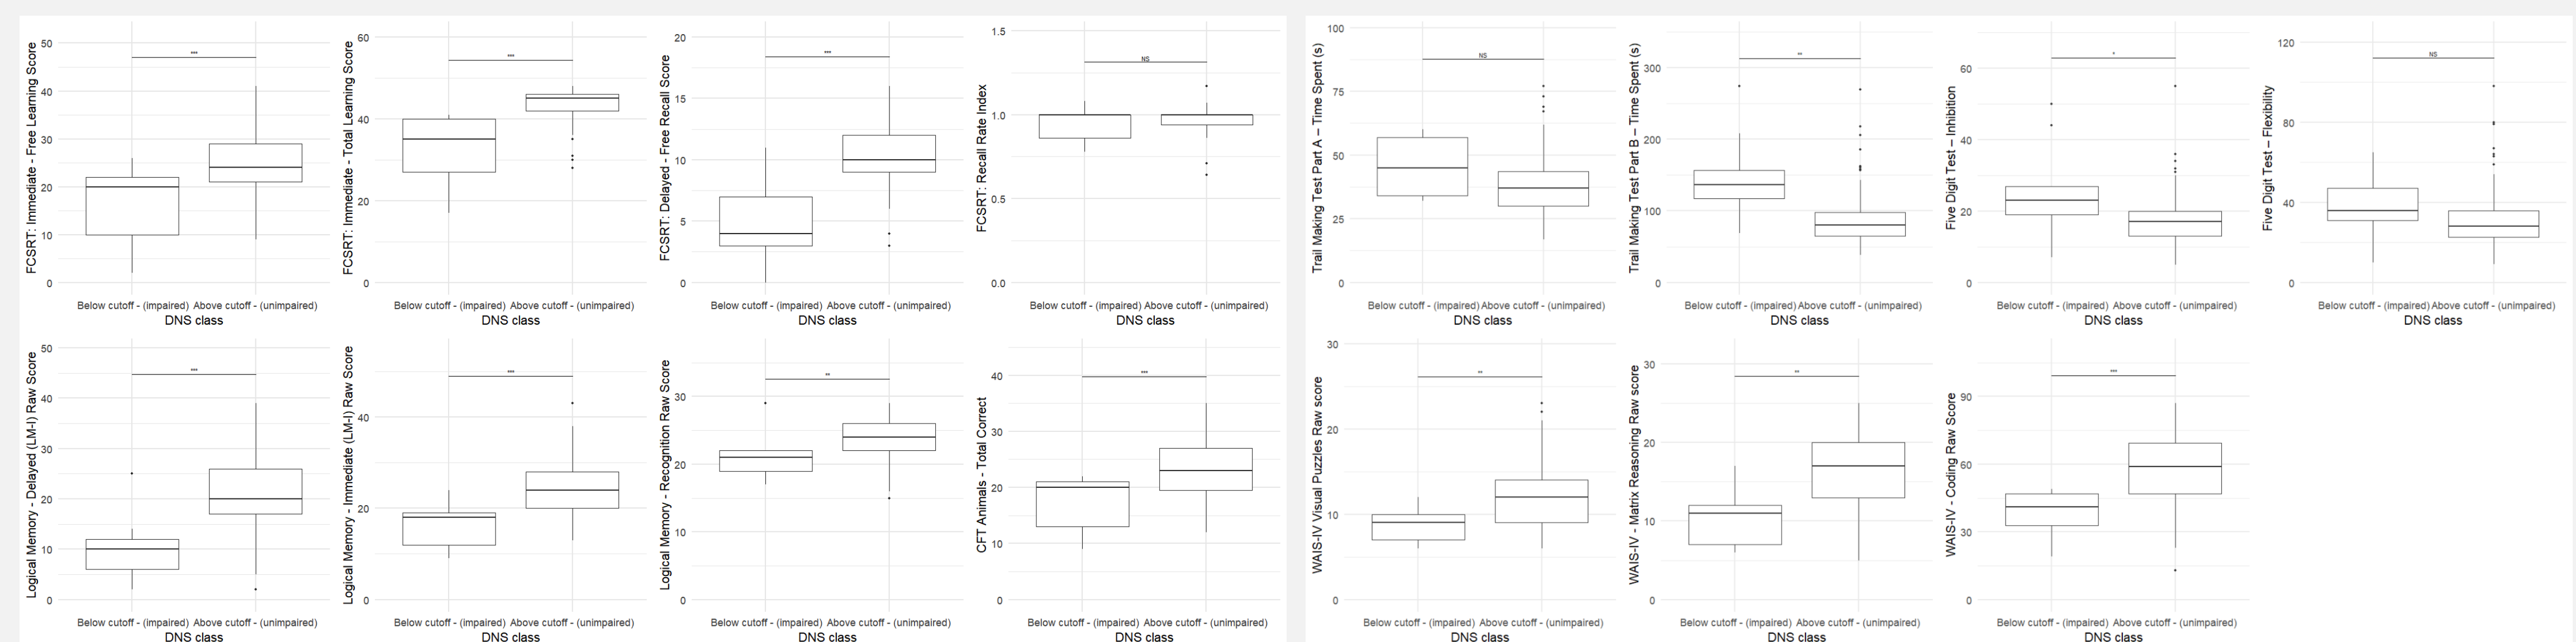 FCSRT: Immediate - Free Learning Score
50
40
30
20
10
0
***
Below cutoff - (impaired) Above cutoff - (unimpaired)
DNS class
FCSRT: Immediate - Total Learning Score
60
40
20
0
***
Below cutoff - (impaired) Above cutoff - (unimpaired)
DNS class
FCSRT: Delayed - Free Recall Score
20
15
10
5
0
***
Below cutoff - (impaired) Above cutoff - (unimpaired)
DNS class
FCSRT: Recall Rate Index
1.5
1.0
0.5
0.0
NS
Below cutoff - (impaired) Above cutoff - (unimpaired)
DNS class
Trail Making Test Part A – Time Spent (s)
100
75
50
25
0
NS
Below cutoff - (impaired) Above cutoff - (unimpaired)
DNS class
Trail Making Test Part B – Time Spent (s)
300
200
100
0
**
Below cutoff - (impaired) Above cutoff - (unimpaired)
DNS class
Five Digit Test – Inhibition
60
40
20
0
*
Below cutoff - (impaired) Above cutoff - (unimpaired)
DNS class
Five Digit Test – Flexibility
120
80
40
0
NS
Below cutoff - (impaired) Above cutoff - (unimpaired)
DNS class
Logical Memory - Delayed (LM-I) Raw Score
50
40
30
20
10
0
***
Below cutoff - (impaired) Above cutoff - (unimpaired)
DNS class
Logical Memory - Immediate (LM-I) Raw Score
40
20
0
***
Below cutoff - (impaired) Above cutoff - (unimpaired)
DNS class
Logical Memory - Recognition Raw Score
30
20
10
0
**
Below cutoff - (impaired) Above cutoff - (unimpaired)
DNS class
CFT Animals - Total Correct
40
30
20
10
0
***
Below cutoff - (impaired) Above cutoff - (unimpaired)
DNS class
WAIS-IV Visual Puzzles Raw score
30
20
10
0
**
Below cutoff - (impaired) Above cutoff - (unimpaired)
DNS class
WAIS-IV - Matrix Reasoning Raw score
30
20
10
0
**
Below cutoff - (impaired) Above cutoff - (unimpaired)
DNS class
WAIS-IV - Coding Raw Score
90
60
30
0
***
Below cutoff - (impaired) Above cutoff - (unimpaired)
DNS class